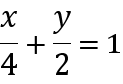 x/4 + y/2 = 1